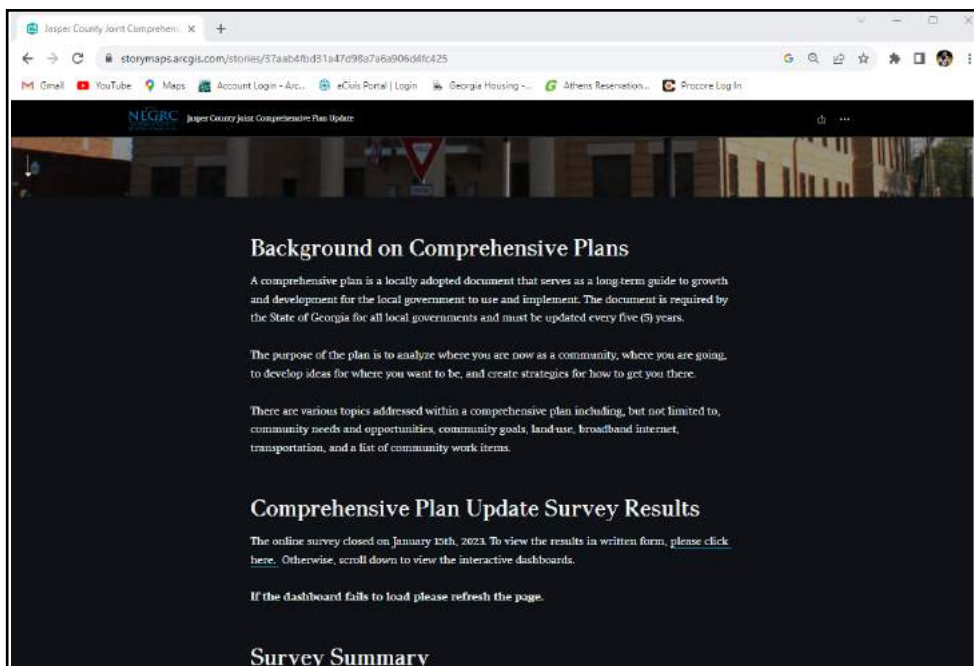 Jasper County Joint Comprehen
storymaps.arcgis.com/stories/37aab4fbd31a47d98a7a6a906d4fc425
Gmail YouTube Maps Account Login - Arc... eCivis Portal | Login Georgia Housing -... Athens Reservation... Procore Log In
NEGRC Jasper County Joint Comprehensive Plan Update
Background on Comprehensive Plans
A comprehensive plan is a locally adopted document that serves as a long-term guide to growth
and development for the local government to use and implement. The document is required by
the State of Georgia for all local governments and must be updated every five (5) years.
The purpose of the plan is to analyze where you are now as a community, where you are going,
to develop ideas for where you want to be, and create strategies for how to get you there.
There are various topics addressed within a comprehensive plan including, but not limited to,
community needs and opportunities, community goals, land-use, broadband internet,
transportation, and a list of community work items.
Comprehensive Plan Update Survey Results
The online survey closed on January 15th, 2023. To view the results in written form, please click
here. Otherwise, scroll down to view the interactive dashboards.
If the dashboard fails to load please refresh the page.
Survey Summary